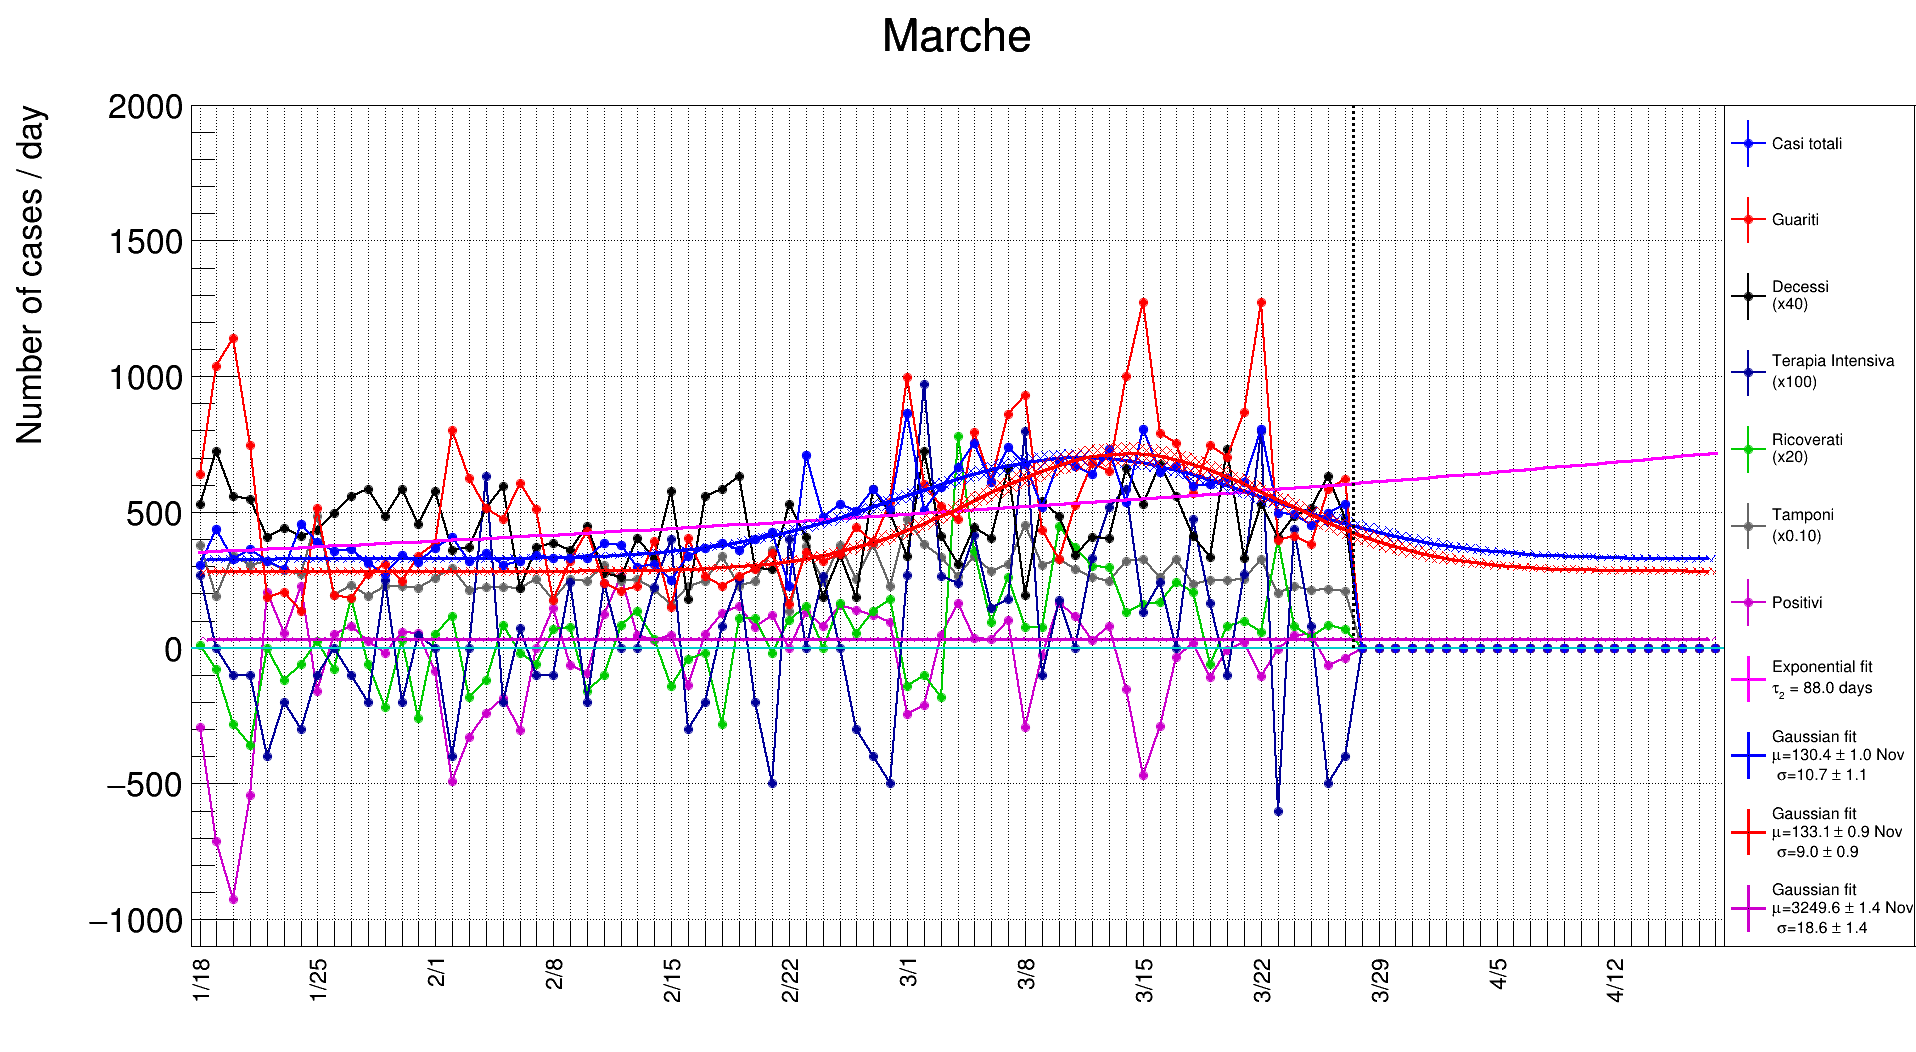 Marche
Number of cases / day
2000
1500
1000
500
0
−500
−1000
1/18
1/25
2/1
2/8
2/15
2/22
3/1
3/8
3/15
3/22
3/29
4/5
4/12
Casi totali
Guariti
Decessi
(x40)
Terapia Intensiva
(x100)
Ricoverati
(x20)
Tamponi
(x0.10)
Positivi
Exponential fit
τ2 = 88.0 days
Gaussian fit
μ=130.4 ± 1.0 Nov
σ=10.7 ± 1.1
Gaussian fit
μ=133.1 ± 0.9 Nov
σ=9.0 ± 0.9
Gaussian fit
μ=3249.6 ± 1.4 Nov
σ=18.6 ± 1.4